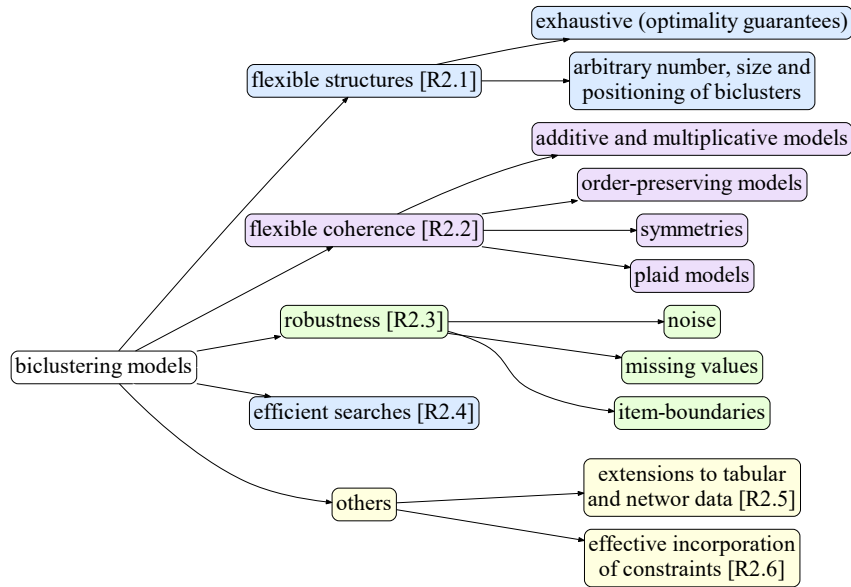 exhaustive (optimality guarantees)
flexible structures [R2.1]
arbitrary number, size and
positioning of biclusters
additive and multiplicative models
order-preserving models
flexible coherence [R2.2]
symmetries
plaid models
robustness [R2.3]
noise
biclustering models
missing values
efficient searches [R2.4]
item-boundaries
others
extensions to tabular
and networ data [R2.5]
effective incorporation
of constraints [R2.6]